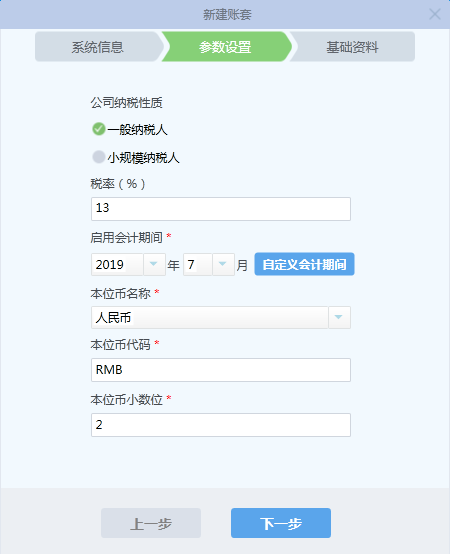 新建账套
系统信息 参数设置 基础资料
公司纳税性质
一般纳税人
小规模纳税人
税率（%）
13
启用会计期间 *
2019 年 7 月 自定义会计期间
本位币名称 *
人民币
本位币代码 *
RMB
本位币小数位 *
2
上一步 下一步